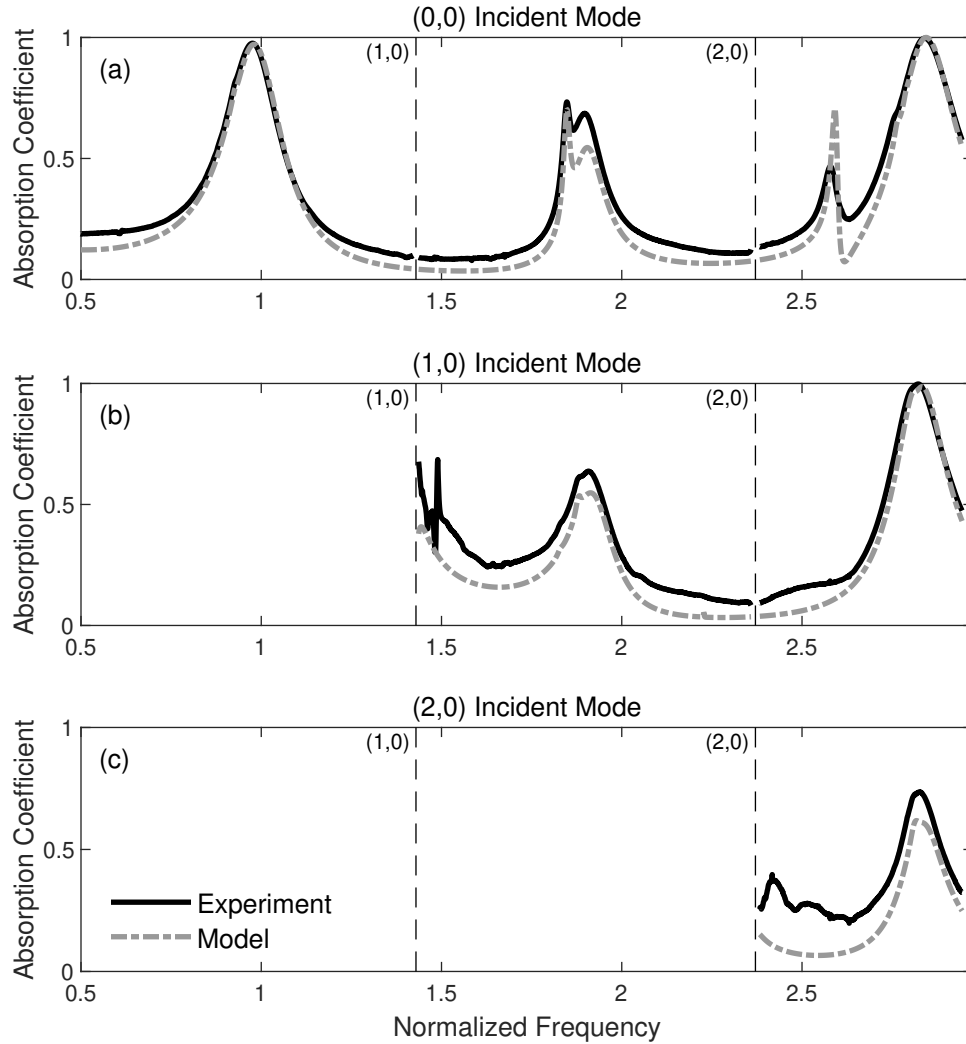 (0,0) Incident Mode
Absorption Coefficient
(a)
(1,0)
(2,0)
1
0.5
0
0.5
1
1.5
2
2.5
(1,0) Incident Mode
Absorption Coefficient
(b)
(1,0)
(2,0)
1
0.5
0
0.5
1
1.5
2
2.5
(2,0) Incident Mode
Absorption Coefficient
(c)
(1,0)
(2,0)
1
0.5
0
Experiment
Model
0.5
1
1.5
2
2.5
Normalized Frequency